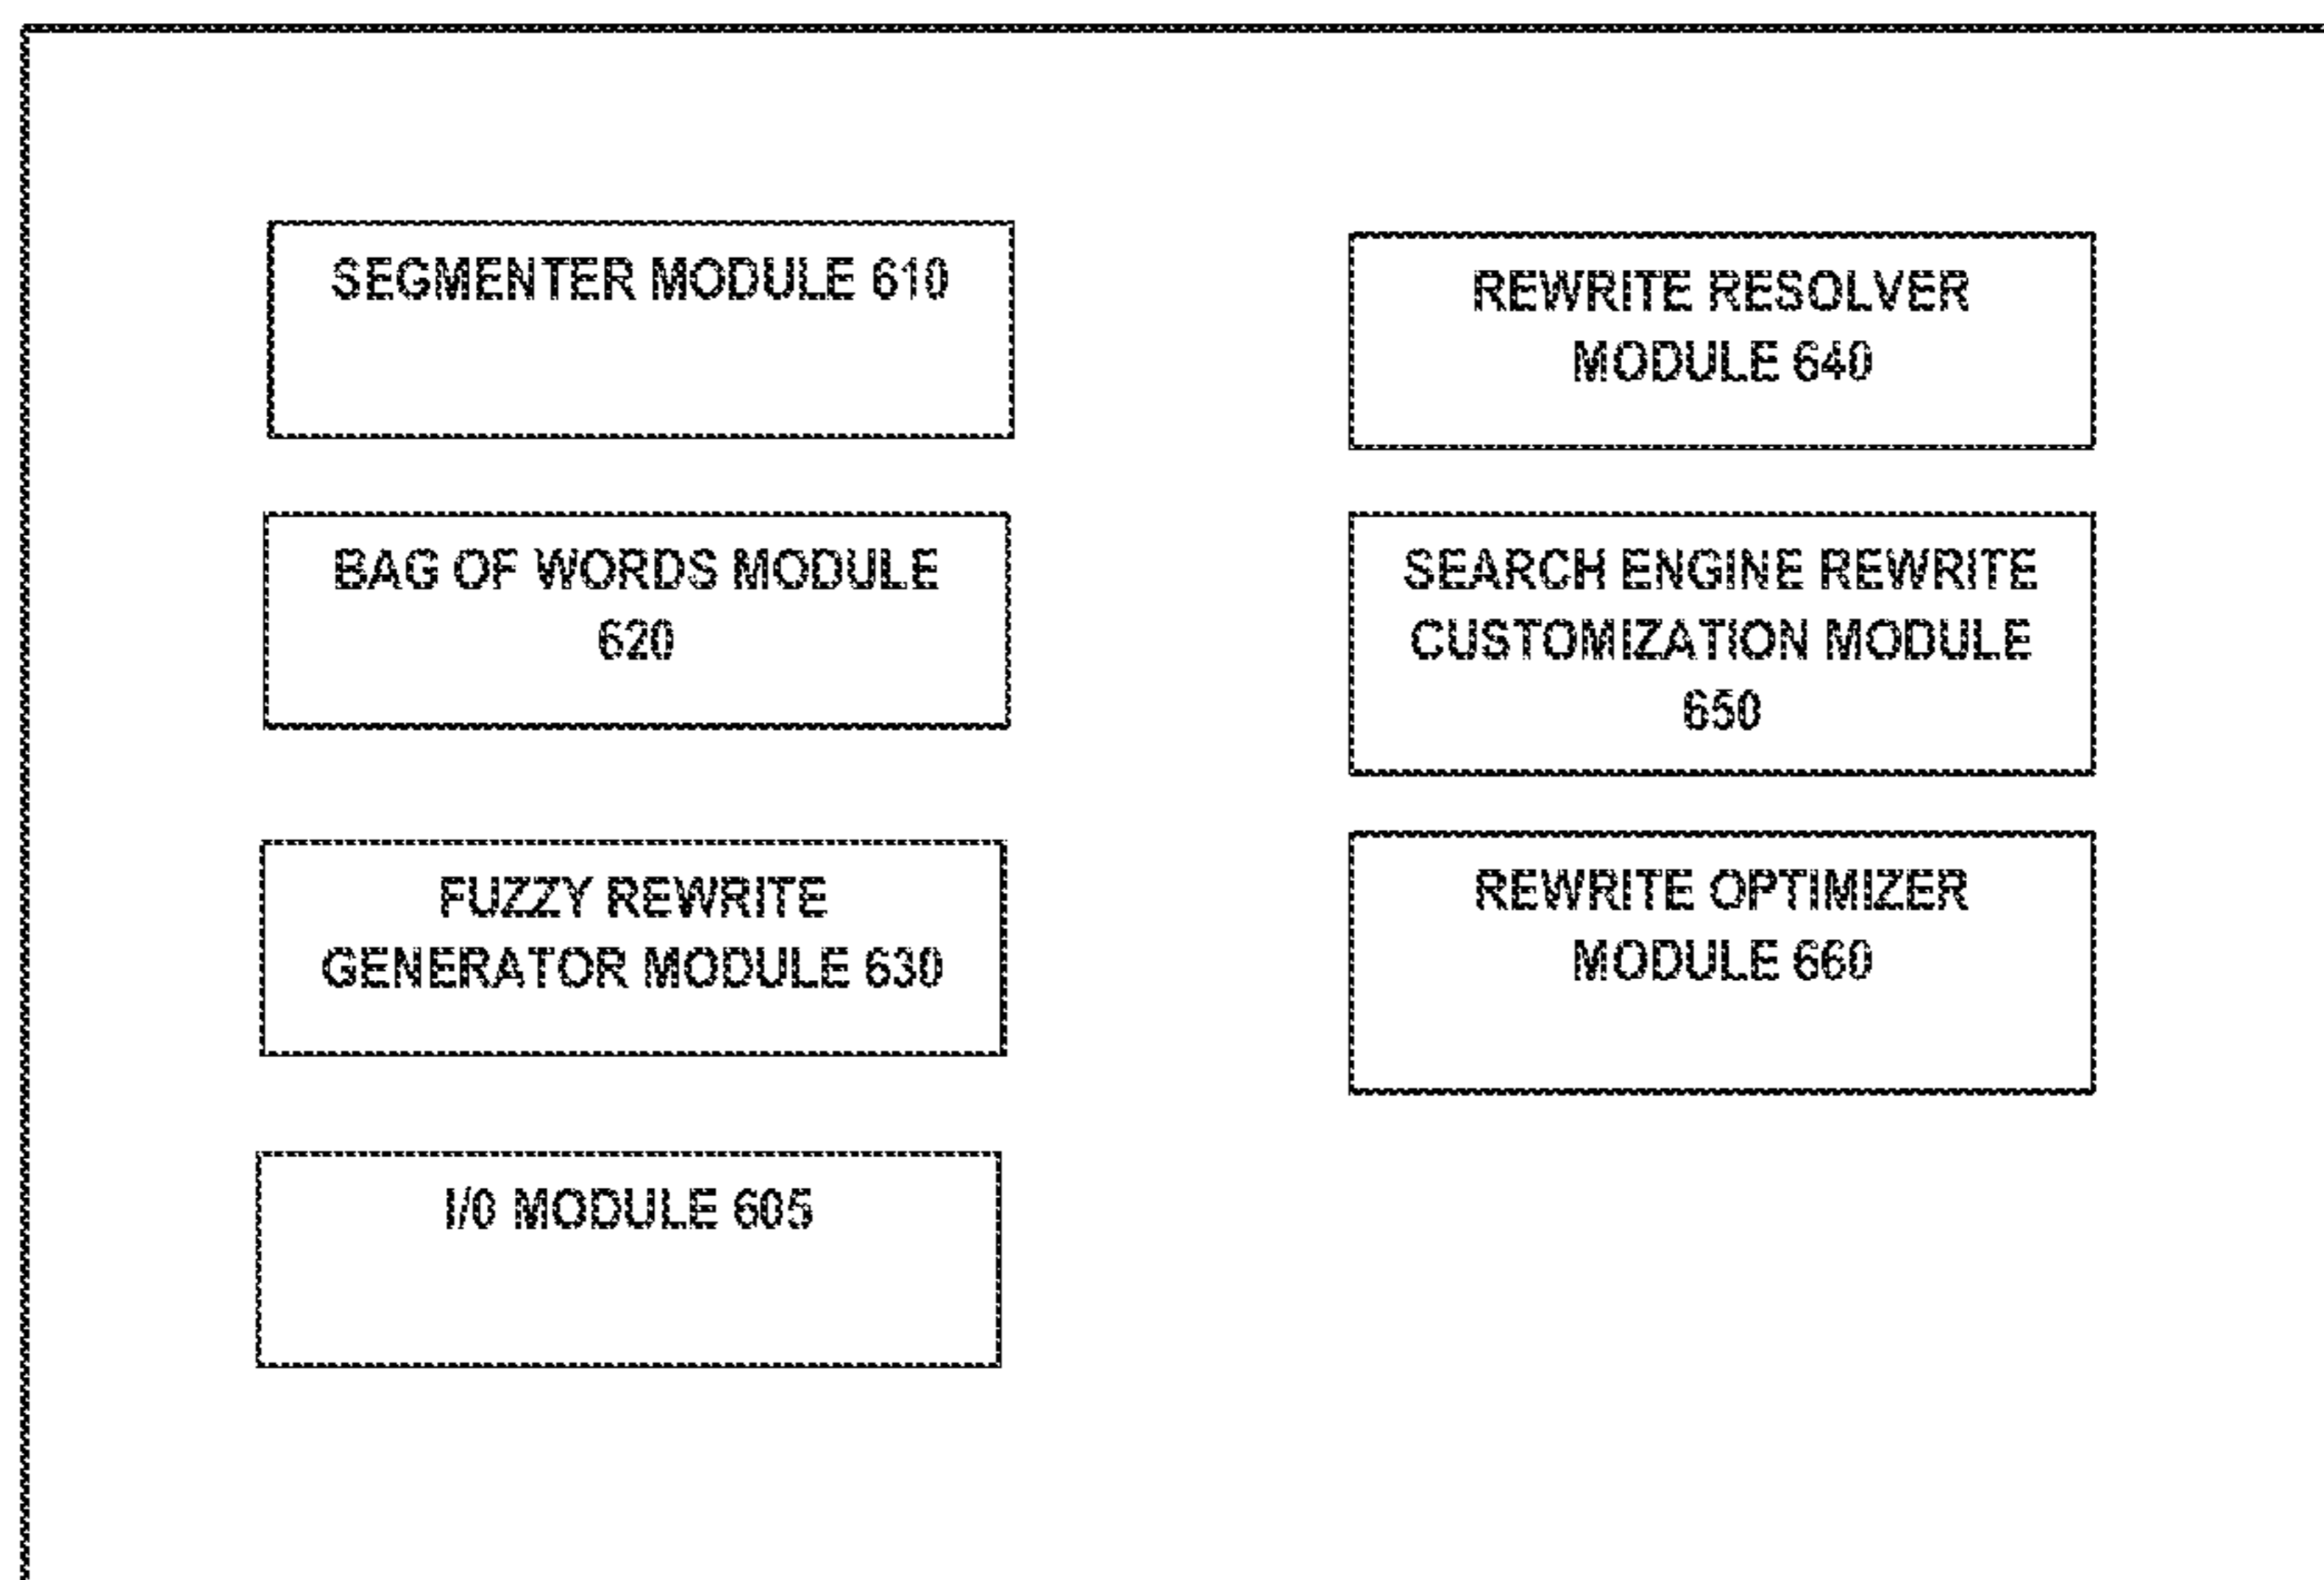 SEGMENTER MODULE 610
BAG OF WORDS MODULE
620
FUZZY REWRITE
GENERATOR MODULE 630
I/0 MODULE 605
REWRITE RESOLVER
MODULE 640
SEARCH ENGINE REWRITE
CUSTOMIZATION MODULE
650
REWRITE OPTIMIZER
MODULE 660